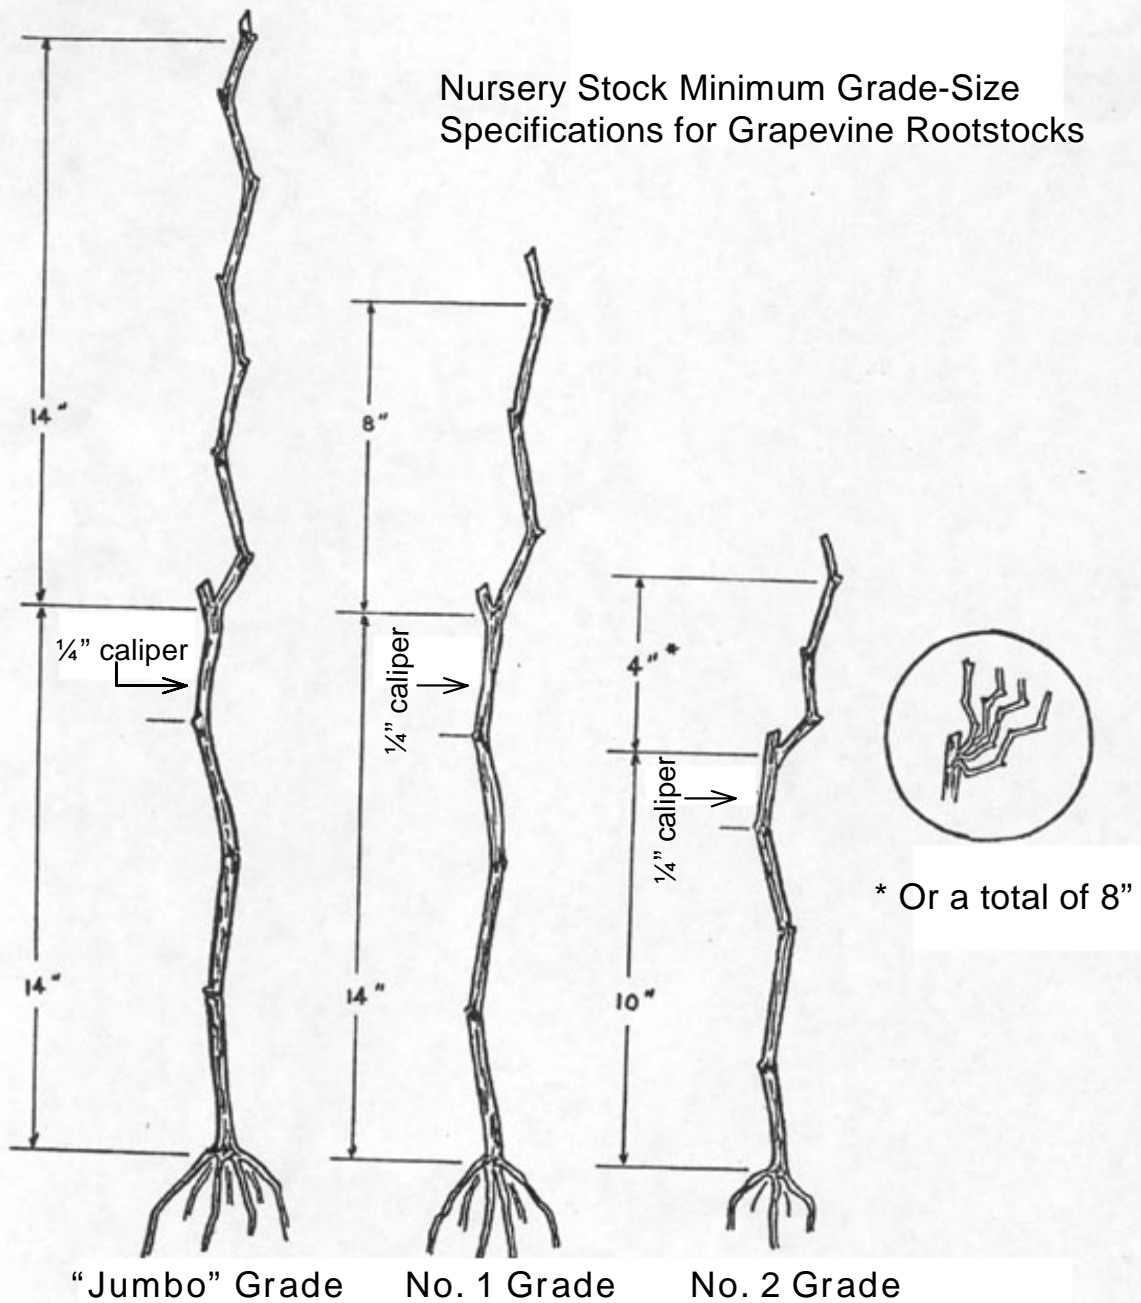 Nursery Stock Minimum Grade-Size
Specifications for Grapevine Rootstocks
14"
8"
¼” caliper
¼” caliper
4" *
¼” caliper
* Or a total of 8”
14"
14"
10"
“Jumbo” Grade
No. 1 Grade
No. 2 Grade